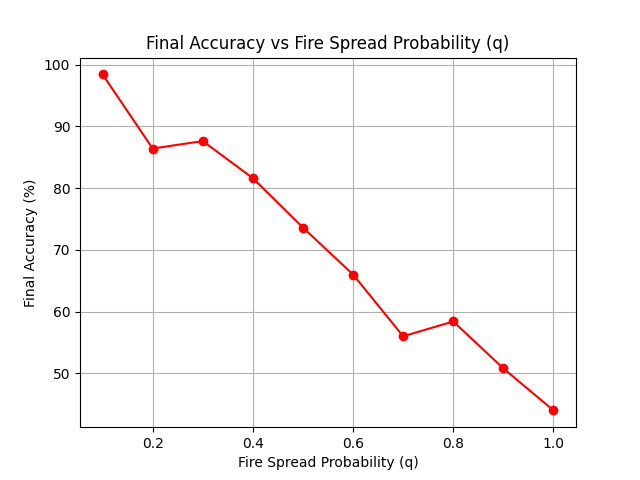 Final Accuracy vs Fire Spread Probability (q)
Final Accuracy (%)
100
90
80
70
60
50
0.2 0.4 0.6 0.8 1.0
Fire Spread Probability (q)